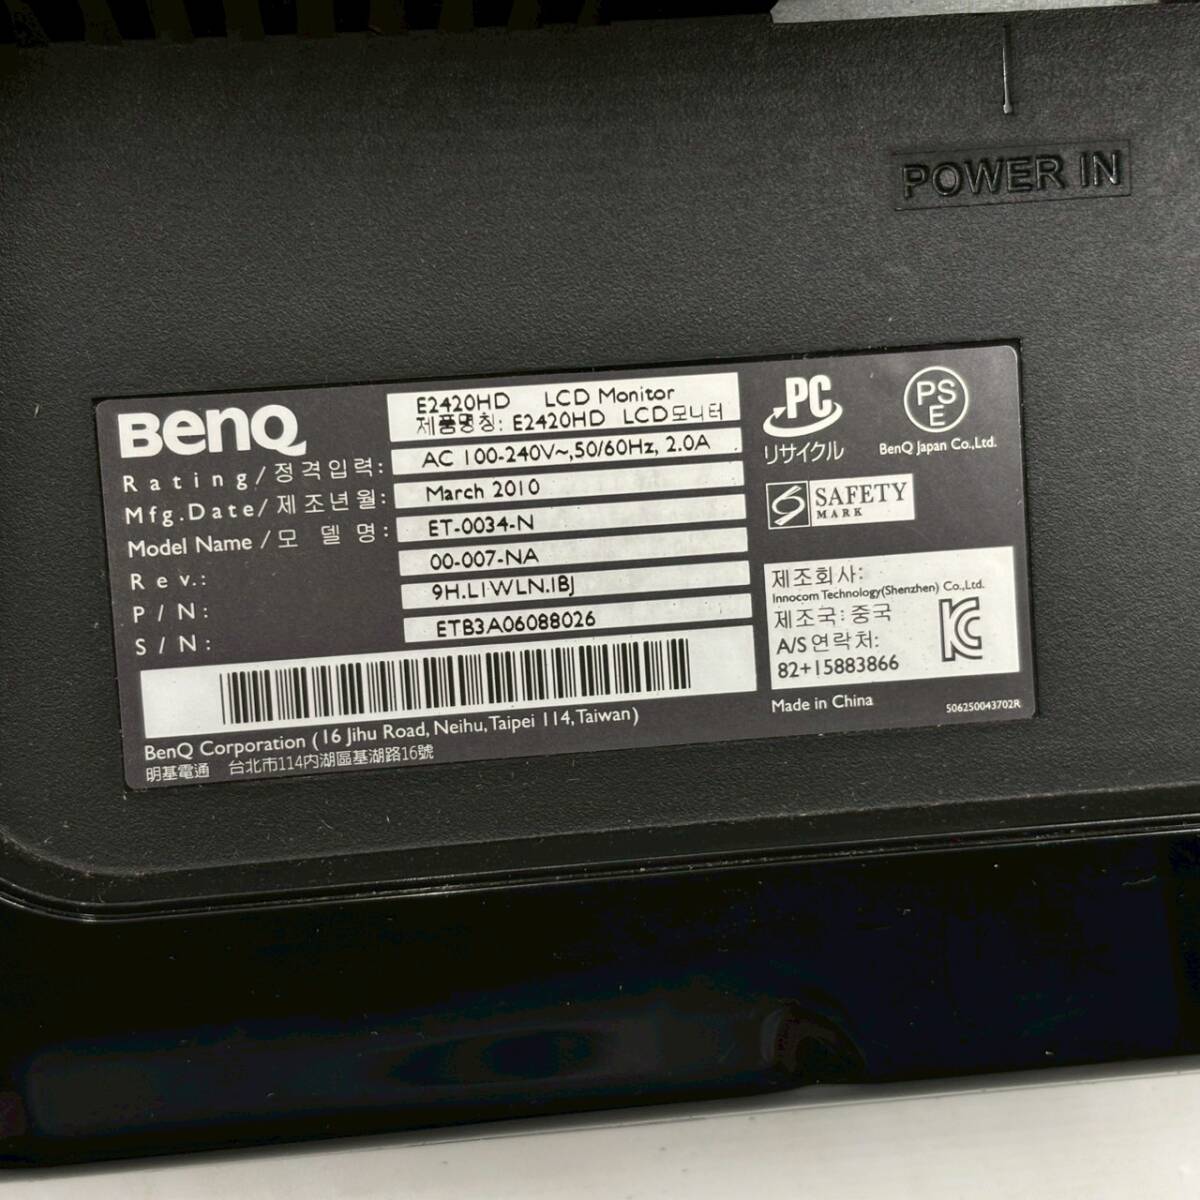 POWER IN
BenQ
E2420HD LCD Monitor
제품명칭: E2420HD LCD모니터
Rating/정격입력: AC 100-240V~,50/60Hz, 2.0A
Mfg.Date/제조년월: March 2010
Model Name/모 델 명: ET-0034-N
Rev.: 00-007-NA
P/N: 9H.L1WLN.IBJ
S/N: ETB3A06088026
BenQ Corporation (16 Jihu Road, Neihu, Taipei 114, Taiwan)
明基電通 台北市114内湖區基湖路16號
PC
リサイクル
PS
E
BenQ Japan Co.,Ltd.
SAFETY
MARK
제조회사:
Innocom Technology(Shenzhen) Co.,Ltd.
제조국: 중국
A/S연락처:
82+15883866
KC
Made in China
506250043702R